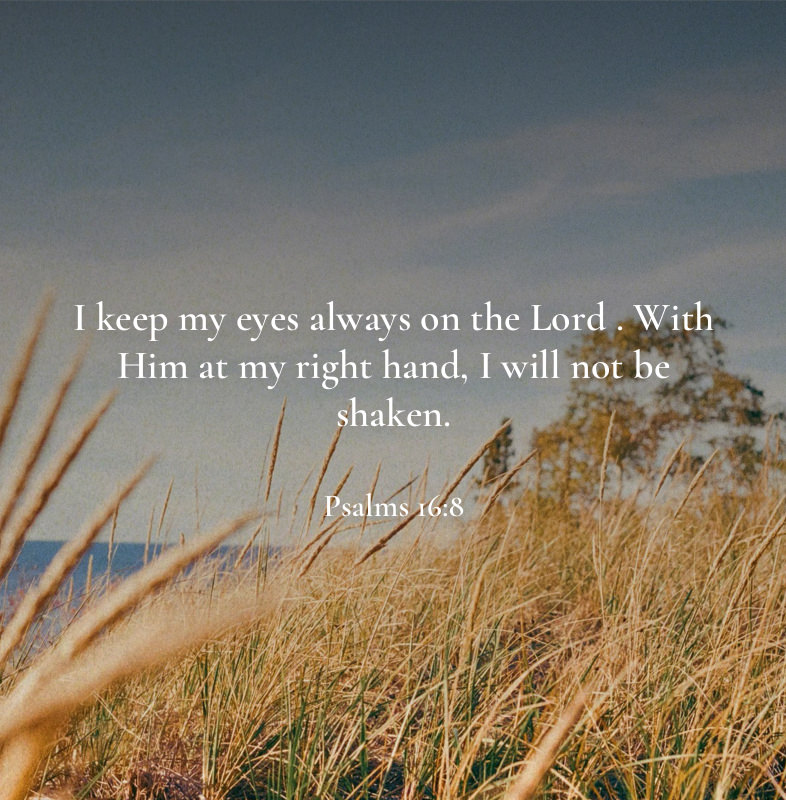 I keep my eyes always on the Lord . With
Him at my right hand, I will not be
shaken.
Psalms 16:8